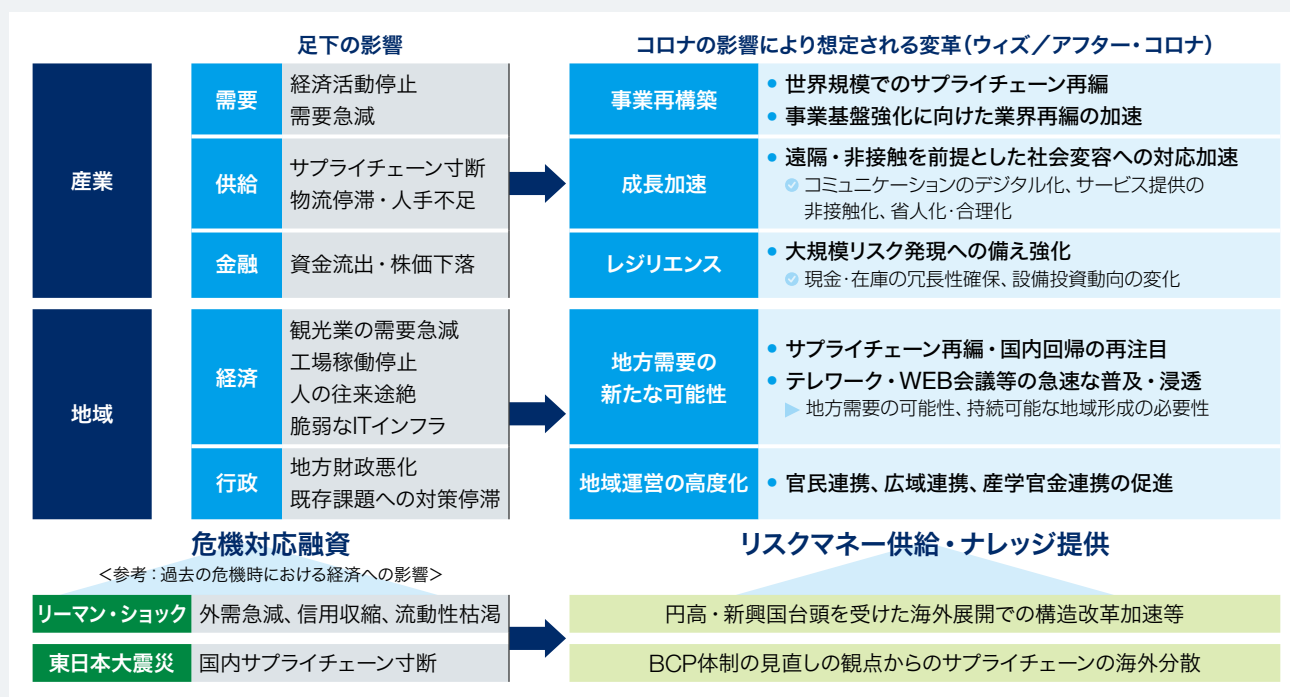 足下の影響
コロナの影響により想定される変革（ウィズ／アフター・コロナ）
産業
需要
経済活動停止
需要急減
供給
サプライチェーン寸断
物流停滞・人手不足
金融
資金流出・株価下落
事業再構築
世界規模でのサプライチェーン再編
事業基盤強化に向けた業界再編の加速
成長加速
遠隔・非接触を前提とした社会変容への対応加速
コミュニケーションのデジタル化、サービス提供の
非接触化、省人化・合理化
レジリエンス
大規模リスク発現への備え強化
現金・在庫の冗長性確保、設備投資動向の変化
地域
経済
観光業の需要急減
工場稼働停止
人の往来途絶
脆弱なITインフラ
行政
地方財政悪化
既存課題への対策停滞
地方需要の
新たな可能性
サプライチェーン再編・国内回帰の再注目
テレワーク・WEB会議等の急速な普及・浸透
地方需要の可能性、持続可能な地域形成の必要性
地域運営の高度化
官民連携、広域連携、産学官金連携の促進
危機対応融資
リスクマネー供給・ナレッジ提供
＜参考：過去の危機時における経済への影響＞
リーマン・ショック
外需急減、信用収縮、流動性枯渇
円高・新興国台頭を受けた海外展開での構造改革加速等
東日本大震災
国内サプライチェーン寸断
BCP体制の見直しの観点からのサプライチェーンの海外分散